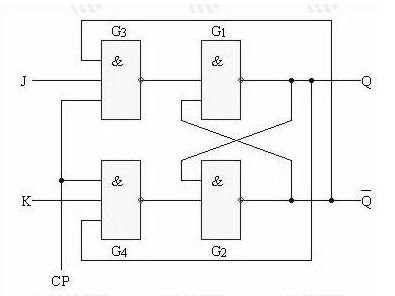 G₃ G₁
& &
J Q
& &
K Q̅
G₄ G₂
CP